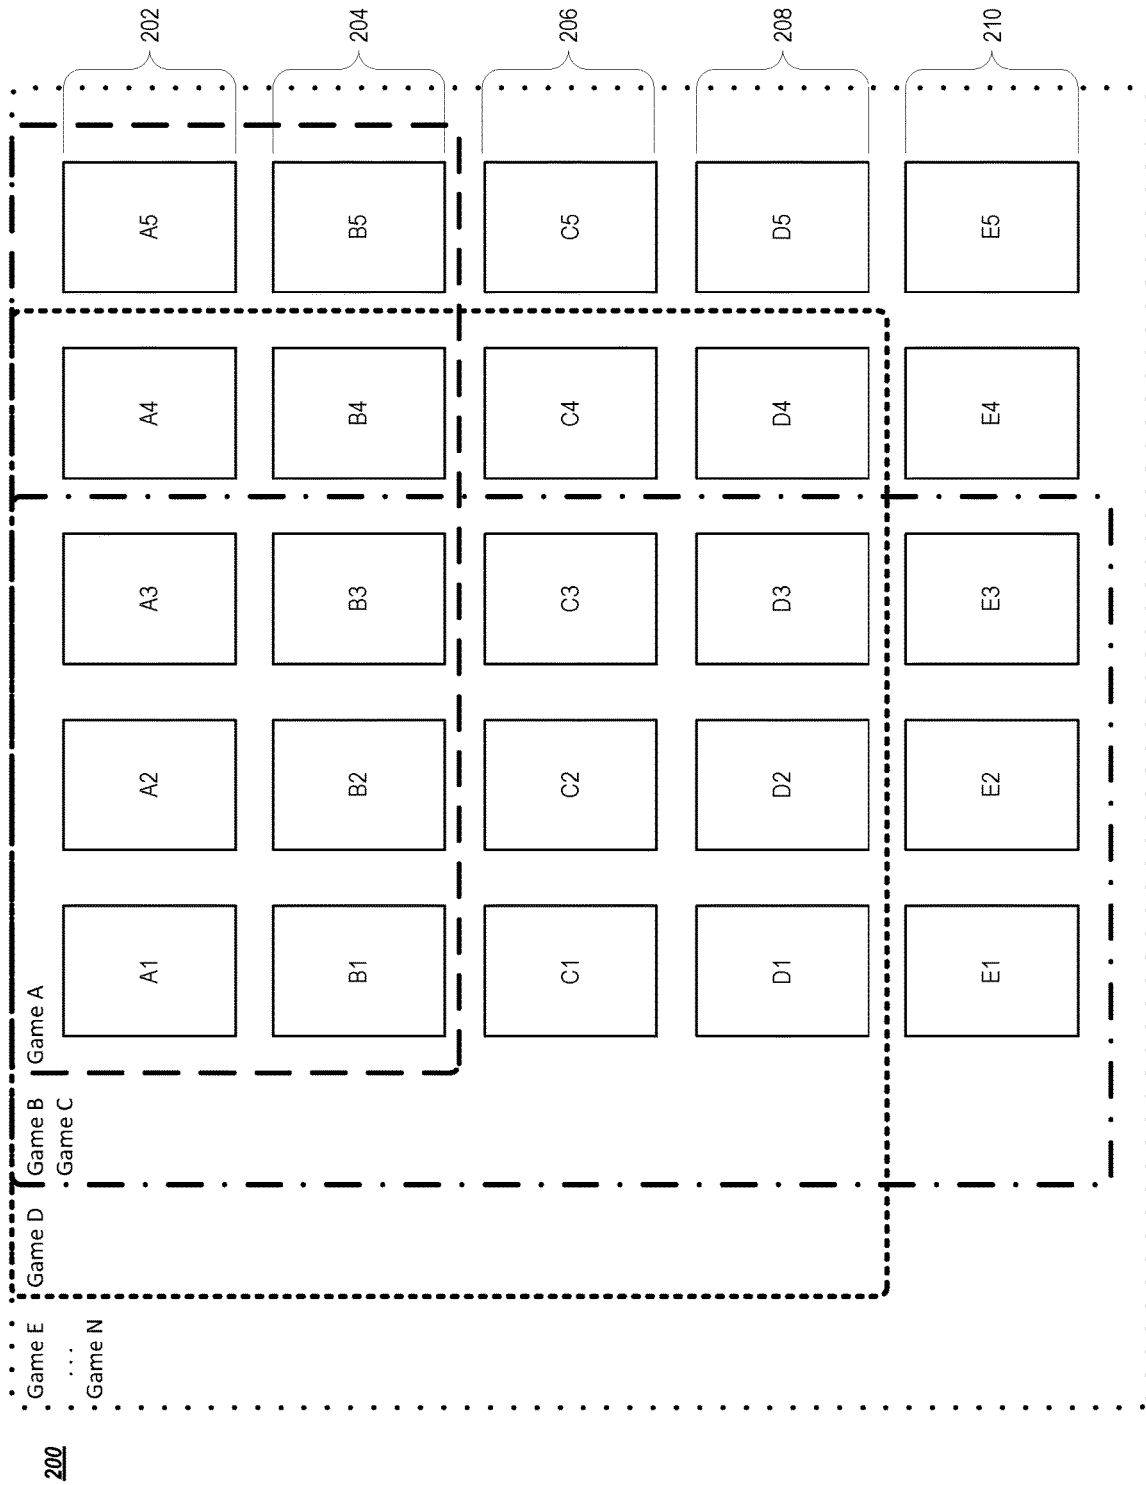 200
Game E
...
Game N
Game D
Game B
Game C
Game A
A1 A2 A3 A4 A5 202
B1 B2 B3 B4 B5 204
C1 C2 C3 C4 C5 206
D1 D2 D3 D4 D5 208
E1 E2 E3 E4 E5 210